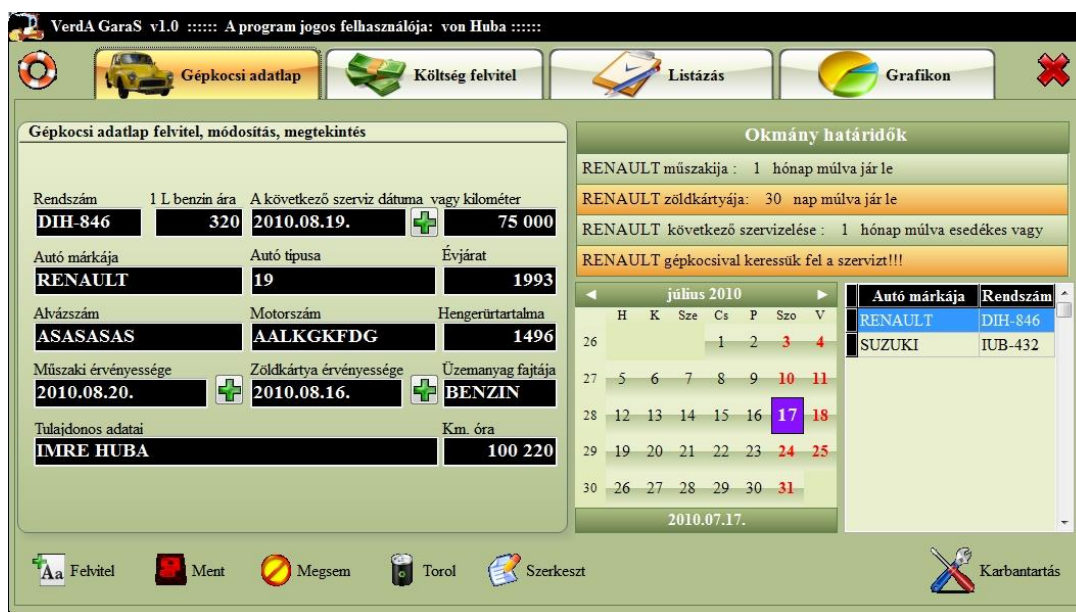 VerdA GaraS v1.0 :::::: A program jogos felhasználója: von Huba ::::::
Gépkocsi adatlap
Költség felvitel
Listázás
Grafikon
Gépkocsi adatlap felvitel, módosítás, megtekintés
Rendszám 1 L benzin ára A következő szerviz dátuma vagy kilométer
DIH-846 320 2010.08.19. 75 000
Autó márkája Autó tipusa Évjárat
RENAULT 19 1993
Alvázszám Motorszám Hengerürtartalma
ASASASAS AALKGKFDG 1496
Műszaki érvényessége Zöldkártya érvényessége Üzemanyag fajtája
2010.08.20. 2010.08.16. BENZIN
Tulajdonos adatai Km. óra
IMRE HUBA 100 220
Okmány határidők
RENAULT műszakija : 1 hónap múlva jár le
RENAULT zöldkártyája: 30 nap múlva jár le
RENAULT következő szervizelése : 1 hónap múlva esedékes vagy
RENAULT gépkocsival keressük fel a szervizt!!!
július 2010
H K Sze Cs P Szo V
26 1 2 3 4
27 5 6 7 8 9 10 11
28 12 13 14 15 16 17 18
29 19 20 21 22 23 24 25
30 26 27 28 29 30 31
2010.07.17.
Autó márkája Rendszám
RENAULT DIH-846
SUZUKI IUB-432
Aa Felvitel
Ment
Megsem
Torol
Szerkeszt
Karbantartás